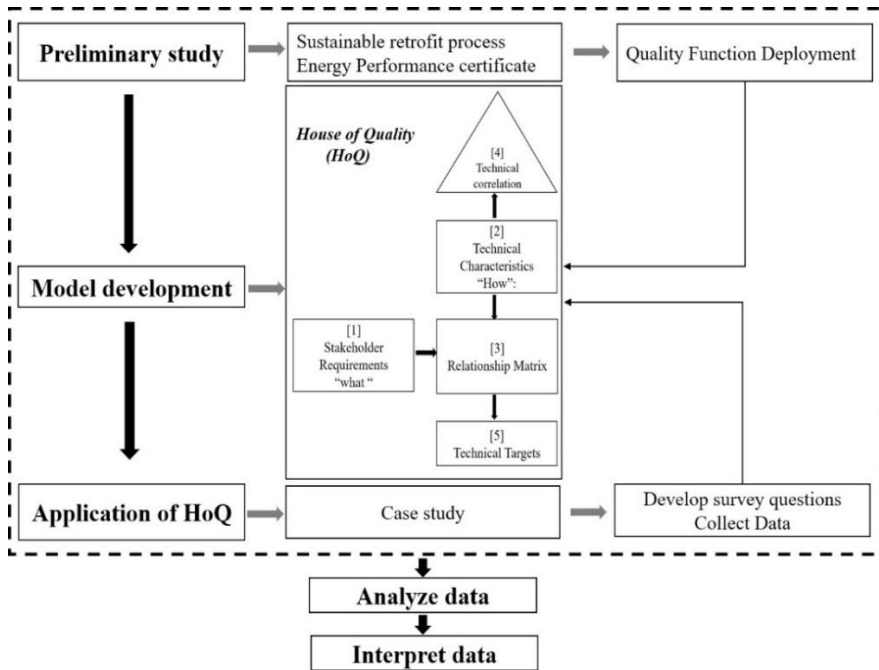 Preliminary study
Sustainable retrofit process
Energy Performance certificate
Quality Function Deployment
House of Quality
(HoQ)
[4]
Technical
correlation
[2]
Technical
Characteristics
“How”:
Model development
[1]
Stakeholder
Requirements
“what “
[3]
Relationship Matrix
[5]
Technical Targets
Application of HoQ
Case study
Develop survey questions
Collect Data
Analyze data
Interpret data